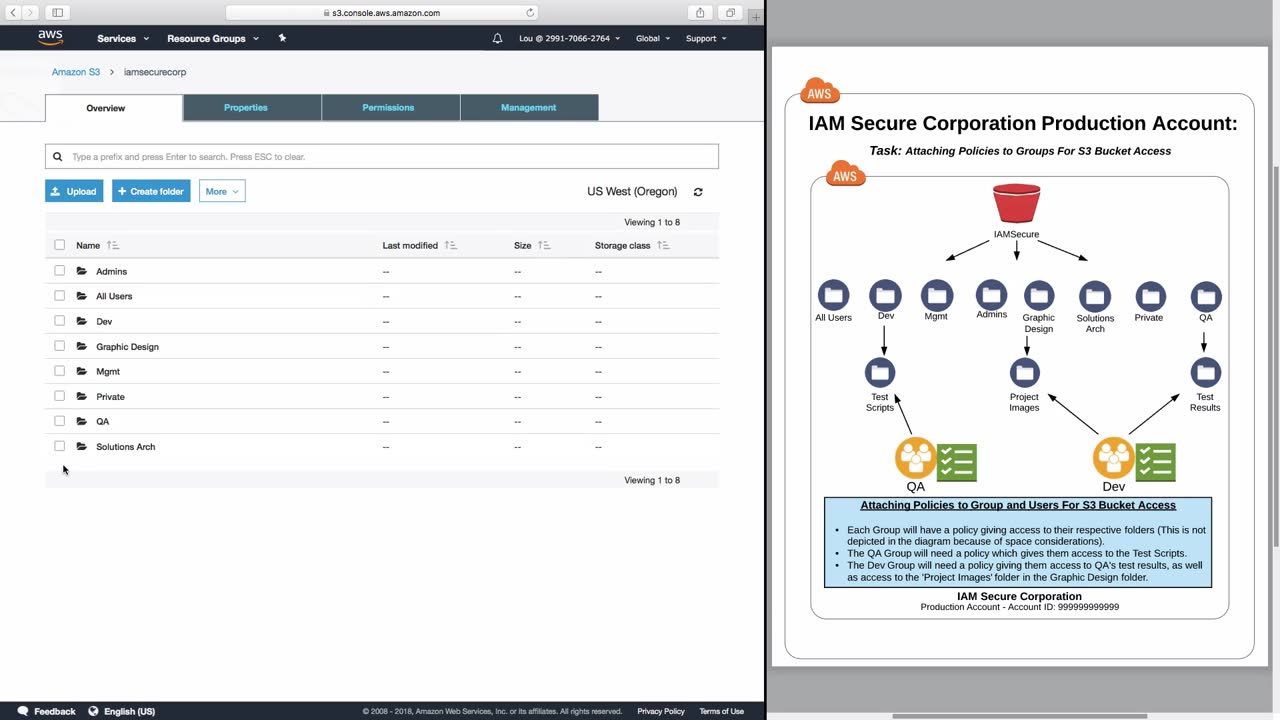 s3.console.aws.amazon.com
aws
Services
Resource Groups
Lou @ 2991-7066-2764
Global
Support
Amazon S3 > iamsecurecorp
Overview
Properties
Permissions
Management
Type a prefix and press Enter to search. Press ESC to clear.
Upload
+ Create folder
More
US West (Oregon)
Viewing 1 to 8
Name
Last modified
Size
Storage class
Admins -- -- --
All Users -- -- --
Dev -- -- --
Graphic Design -- -- --
Mgmt -- -- --
Private -- -- --
QA -- -- --
Solutions Arch -- -- --
Viewing 1 to 8
Feedback
English (US)
© 2008 - 2018, Amazon Web Services, Inc. or its affiliates. All rights reserved.
Privacy Policy
Terms of Use
AWS
IAM Secure Corporation Production Account:
Task: Attaching Policies to Groups For S3 Bucket Access
AWS
IAMSecure
All Users
Dev
Mgmt
Admins
Graphic
Design
Solutions
Arch
Private
QA
Test
Scripts
Project
Images
Test
Results
QA
Dev
Attaching Policies to Group and Users For S3 Bucket Access
• Each Group will have a policy giving access to their respective folders (This is not
depicted in the diagram because of space considerations).
• The QA Group will need a policy which gives them access to the Test Scripts.
• The Dev Group will need a policy giving them access to QA's test results, as well
as access to the 'Project Images' folder in the Graphic Design folder.
IAM Secure Corporation
Production Account - Account ID: 999999999999